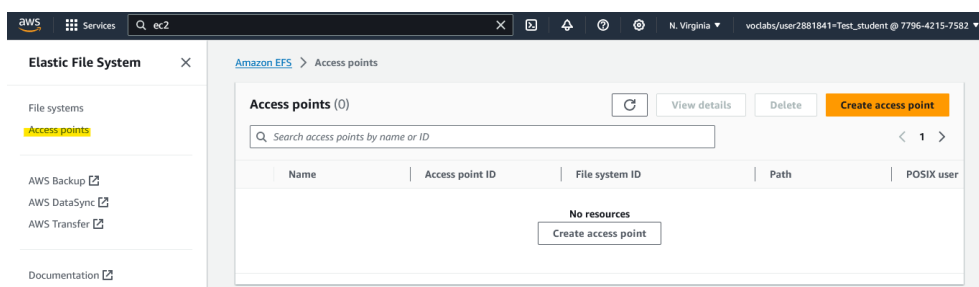 aws Services ec2 N. Virginia voclabs/user2881841=Test_student @ 7796-4215-7582
Elastic File System
File systems
Access points
AWS Backup
AWS DataSync
AWS Transfer
Documentation
Amazon EFS > Access points
Access points (0) View details Delete Create access point
Search access points by name or ID 1
Name Access point ID File system ID Path POSIX user
No resources
Create access point